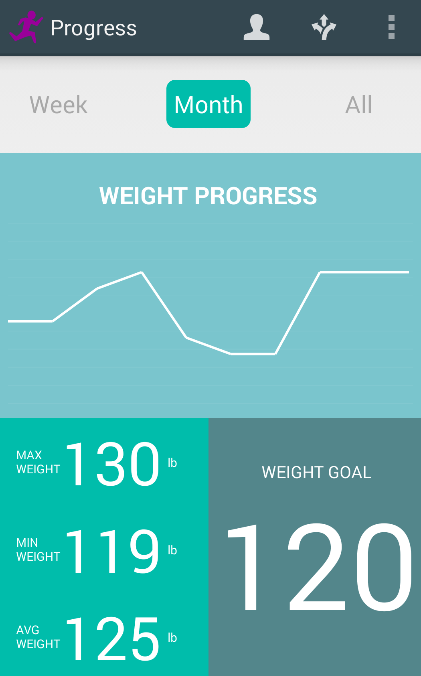 Progress
Week Month All
WEIGHT PROGRESS
MAX
WEIGHT 130 lb
MIN
WEIGHT 119 lb
AVG
WEIGHT 125 lb
WEIGHT GOAL
120